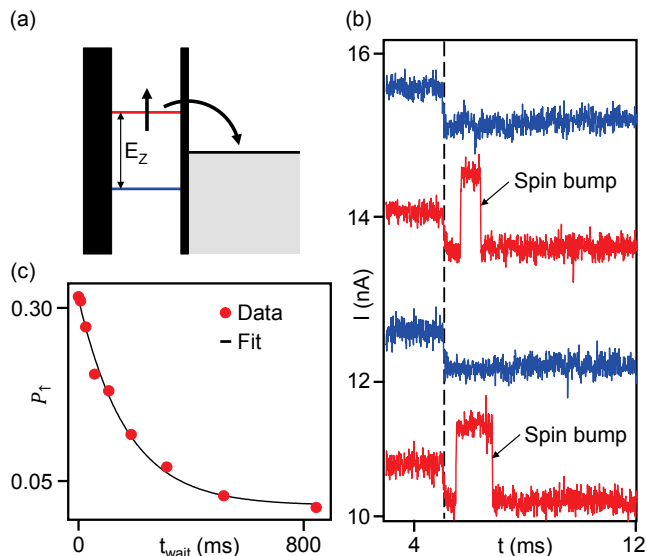 (a)
E_Z
(b)
16
14
12
10
I (nA)
Spin bump
Spin bump
4
8
12
t (ms)
(c)
0.30
0.05
P↑
Data
Fit
0
800
t_wait (ms)